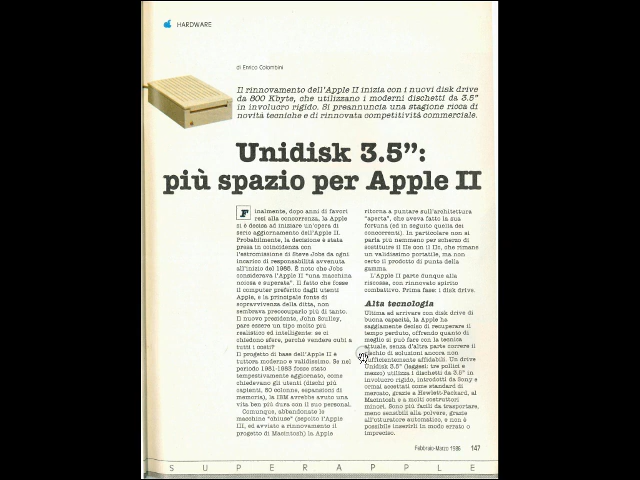 HARDWARE
di Enrico Colombini
Il rinnovamento dell'Apple II inizia con i nuovi disk drive
da 800 Kbyte, che utilizzano i moderni dischetti da 3.5"
in involucro rigido. Si preannuncia una stagione ricca di
novità tecniche e di rinnovata competitività commerciale.
Unidisk 3.5":
più spazio per Apple II
Finalmente, dopo anni di favori
resi alla concorrenza, la Apple
si è decisa ad iniziare un'opera di
serio aggiornamento dell'Apple II.
Probabilmente, la decisione è stata
presa in coincidenza con
l'estromissione di Steve Jobs da ogni
incarico di responsabilità avvenuta
all'inizio del 1985. È noto che Jobs
considerava l'Apple II "una macchina
noiosa e superata". Il fatto che fosse
il computer preferito dagli utenti
Apple, e la principale fonte di
sopravvivenza della ditta, non
sembrava preoccuparlo più di tanto.
Il nuovo presidente, John Sculley,
pare essere un tipo molto più
realistico ed intelligente: se ci
chiedono sfere, perché vendere cubi a
tutti i costi?
Il progetto di base dell'Apple II è
tuttora moderno e validissimo. Se nel
periodo 1981-1983 fosse stato
tempestivamente aggiornato, come
chiedevano gli utenti (dischi più
capienti, 80 colonne, espansioni di
memoria), la IBM avrebbe avuto una
vita ben più dura con il suo personal.
Comunque, abbandonate le
macchine "chiuse" (sepolto l'Apple
III, ed avviato a rinnovamento il
progetto di Macintosh) la Apple
ritorna a puntare sull'architettura
"aperta", che aveva fatto la sua
fortuna (ed in seguito quella dei
concorrenti). In particolare non si
parla più nemmeno per scherzo di
sostituire il IIe con il IIc, che rimane
un validissimo portatile, ma non
certo il prodotto di punta della
gamma.
L'Apple II parte dunque alla
riscossa, con rinnovato spirito
combattivo. Prima fase: i disk drive.
Alta tecnologia
Ultima ad arrivare con disk drive di
buona capacità, la Apple ha
saggiamente deciso di recuperare il
tempo perduto, offrendo quanto di
meglio si può fare con la tecnica
attuale, senza d'altra parte correre il
rischio di soluzioni ancora non
sufficientemente affidabili. Un drive
Unidisk 3.5" (leggesi: tre pollici e
mezzo) utilizza i dischetti da 3.5" in
involucro rigido, introdotti da Sony e
ormai accettati come standard di
mercato, grazie a Hewlett-Packard, al
Macintosh e a molti costruttori
minori. Sono più facili da trasportare,
meno sensibili alla polvere, grazie
all'otturatore automatico, e non è
possibile inserirli in modo errato o
impreciso.
Febbraio-Marzo 1986 147
SUPERAPPLE